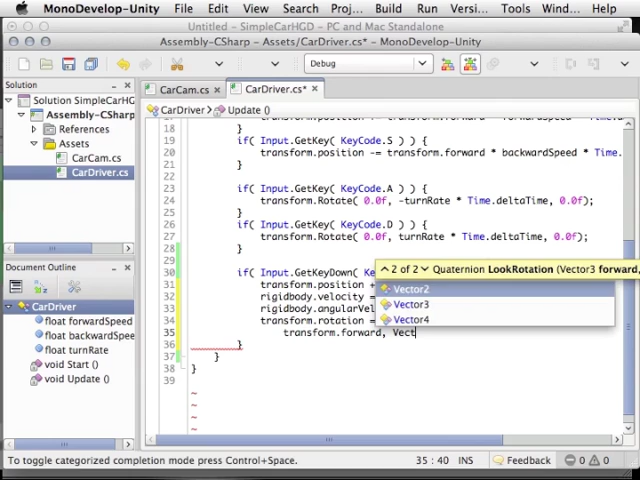 MonoDevelop-Unity File Edit View Proj... Build Run Versi... Tools Wind... Help
Untitled - SimpleCarHGD - PC and Mac Standalone
Assembly-CSharp - Assets/CarDriver.cs* - MonoDevelop-Unity
Debug
Solution
Solution SimpleCarHG
Assembly-CSharp
References
Assets
CarCam.cs
CarDriver.cs
Document Outline
CarDriver
float forwardSpeed
float backwardSpeed
float turnRate
void Start ()
void Update ()
CarCam.cs
CarDriver.cs*
CarDriver Update ()
18 }
19 if( Input.GetKey( KeyCode.S ) ) {
20 transform.position -= transform.forward * backwardSpeed * Time.
21 }
22
23 if( Input.GetKey( KeyCode.A ) ) {
24 transform.Rotate( 0.0f, -turnRate * Time.deltaTime, 0.0f);
25 }
26 if( Input.GetKey( KeyCode.D ) ) {
27 transform.Rotate( 0.0f, turnRate * Time.deltaTime, 0.0f);
28 }
29
30 if( Input.GetKeyDown( Ke
31 transform.position +
32 rigidbody.velocity =
33 rigidbody.angularVel
34 transform.rotation =
35 transform.forward, Vect
36 }
37 }
38 }
39
~
~
~
~
2 of 2 Quaternion LookRotation (Vector3 forward,
Vector2
Vector3
Vector4
To toggle categorized completion mode press Control+Space.
35 : 40
Feedback
0
0